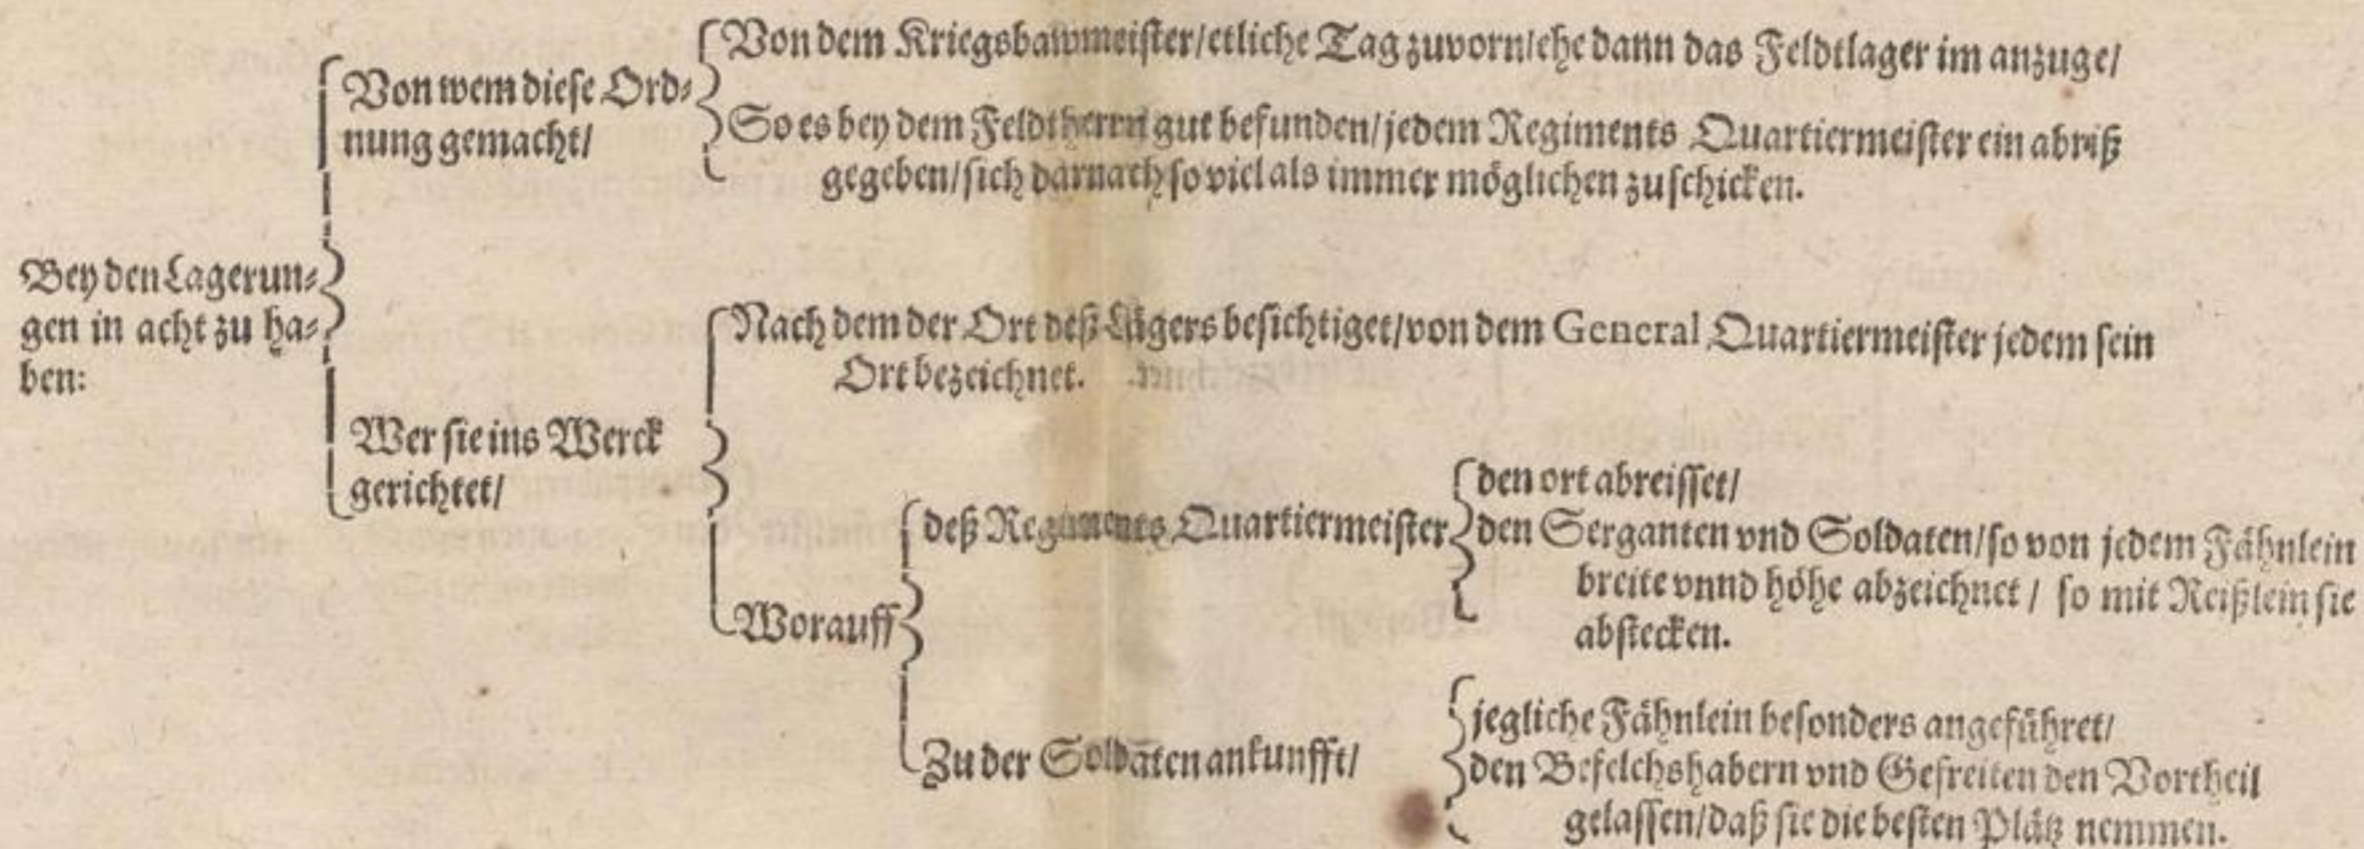 Bey den Lagerun⸗
gen in acht zu ha⸗
ben:
Von wem diese Ord⸗
nung gemacht/
Von dem Kriegsbawmeister/etliche Tag zuvorn/ehe dann das Feldtlager im anzuge/
So es bey dem Feldtherrn gut befunden/jedem Regiments Quartiermeister ein abriß
gegeben/sich darnach so viel als immer möglichen zu schicken.
Wer sie ins Werck
gerichtet/
Nach dem der Ort deß Lägers besichtiget/von dem General Quartiermeister jedem sein
Ort bezeichnet.
Worauff
deß Regiments Quartiermeister
den ort abreisset/
den Serganten vnd Soldaten/so von jedem Fähnlein
breite vnnd höhe abzeichnet / so mit Reißlein sie
abstecken.
Zu der Soldaten ankunfft/
jegliche Fähnlein besonders angeführet/
den Befelchshabern vnd Gefreiten den Vortheil
gelassen/daß sie die besten Plätz nemmen.